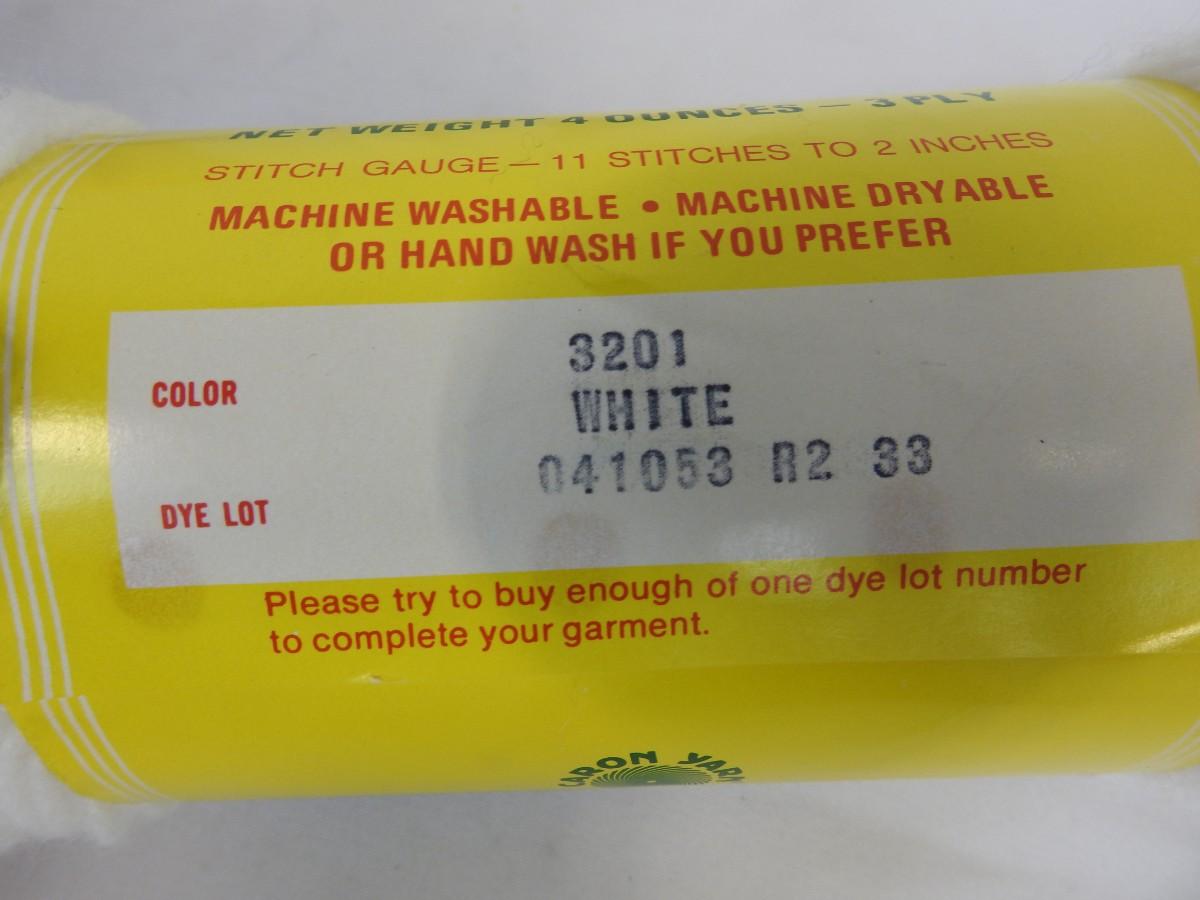 NET WEIGHT 4 OUNCES – 3 PLY
STITCH GAUGE — 11 STITCHES TO 2 INCHES
MACHINE WASHABLE • MACHINE DRYABLE
OR HAND WASH IF YOU PREFER
3201
COLOR WHITE
041053 R2 33
DYE LOT
Please try to buy enough of one dye lot number
to complete your garment.
CARON YARN